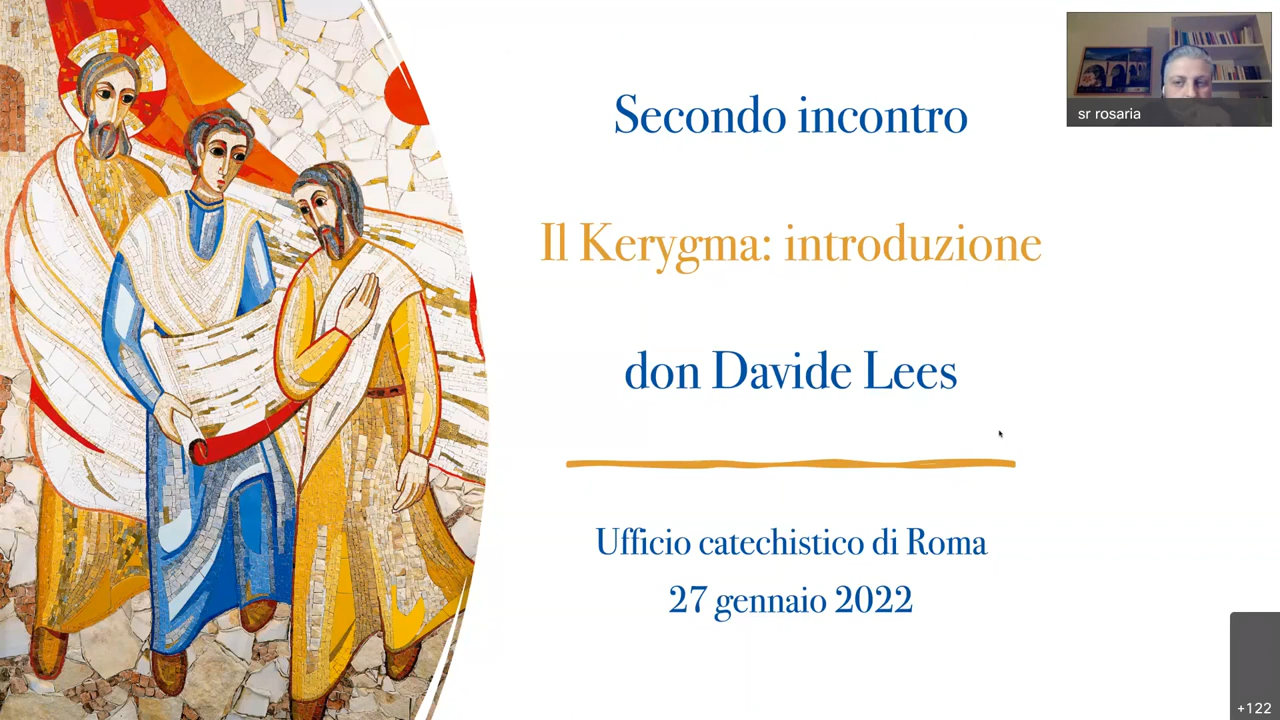 Secondo incontro
sr rosaria
Il Kerygma: introduzione
don Davide Lees
Ufficio catechistico di Roma
27 gennaio 2022
+122